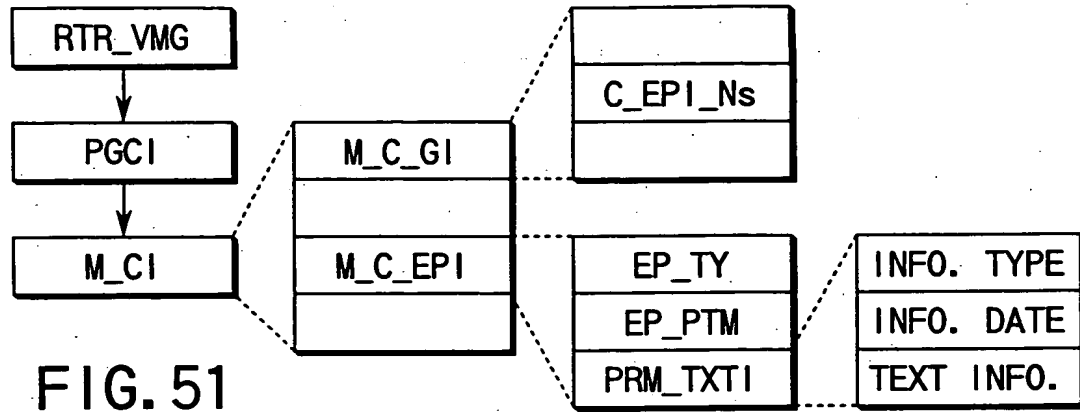 RTR_VMG
PGCI
M_CI
M_C_GI
M_C_EPI
C_EPI_Ns
EP_TY
EP_PTM
PRM_TXTI
INFO. TYPE
INFO. DATE
TEXT INFO.
FIG. 51